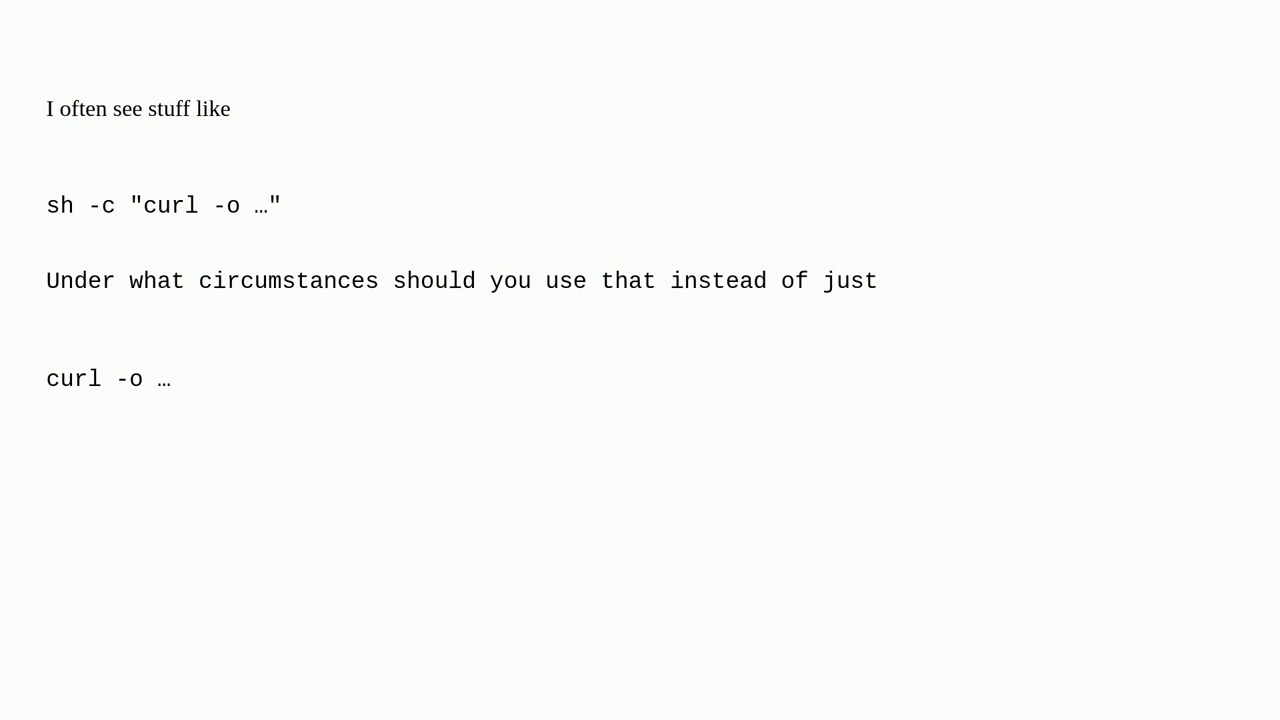 I often see stuff like
sh -c "curl -o …"
Under what circumstances should you use that instead of just
curl -o …